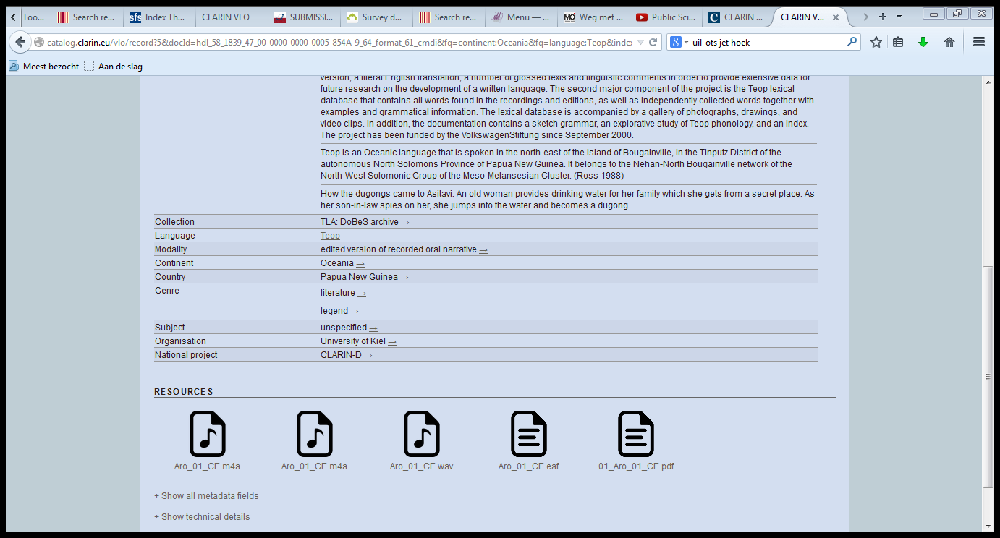 Too...
Search re...
sfs Index Th...
CLARIN VLO
SUBMISSI...
Survey d...
Search re...
Menu — ...
MO Weg met ...
Public Sci...
C CLARIN ...
CLARIN V...
catalog.clarin.eu/vlo/record?5&docId=hdl_58_1839_47_00-0000-0000-0005-854A-9_64_format_61_cmdi&fq=continent:Oceania&fq=language:Teop&index
8 uil-ots jet hoek
Meest bezocht Aan de slag
version, a literal English translation, a number of glossed texts and linguistic comments in order to provide extensive data for
future research on the development of a written language. The second major component of the project is the Teop lexical
database that contains all words found in the recordings and editions, as well as independently collected words together with
examples and grammatical information. The lexical database is accompanied by a gallery of photographs, drawings, and
video clips. In addition, the documentation contains a sketch grammar, an explorative study of Teop phonology, and an index.
The project has been funded by the VolkswagenStiftung since September 2000.
Teop is an Oceanic language that is spoken in the north-east of the island of Bougainville, in the Tinputz District of the
autonomous North Solomons Province of Papua New Guinea. It belongs to the Nehan-North Bougainville network of the
North-West Solomonic Group of the Meso-Melansesian Cluster. (Ross 1988)
How the dugongs came to Asitavi: An old woman provides drinking water for her family which she gets from a secret place. As
her son-in-law spies on her, she jumps into the water and becomes a dugong.
Collection TLA: DoBeS archive →
Language Teop
Modality edited version of recorded oral narrative →
Continent Oceania →
Country Papua New Guinea →
Genre literature →
legend →
Subject unspecified →
Organisation University of Kiel →
National project CLARIN-D →
RESOURCES
Aro_01_CE.m4a Aro_01_CE.m4a Aro_01_CE.wav Aro_01_CE.eaf 01_Aro_01_CE.pdf
+ Show all metadata fields
+ Show technical details